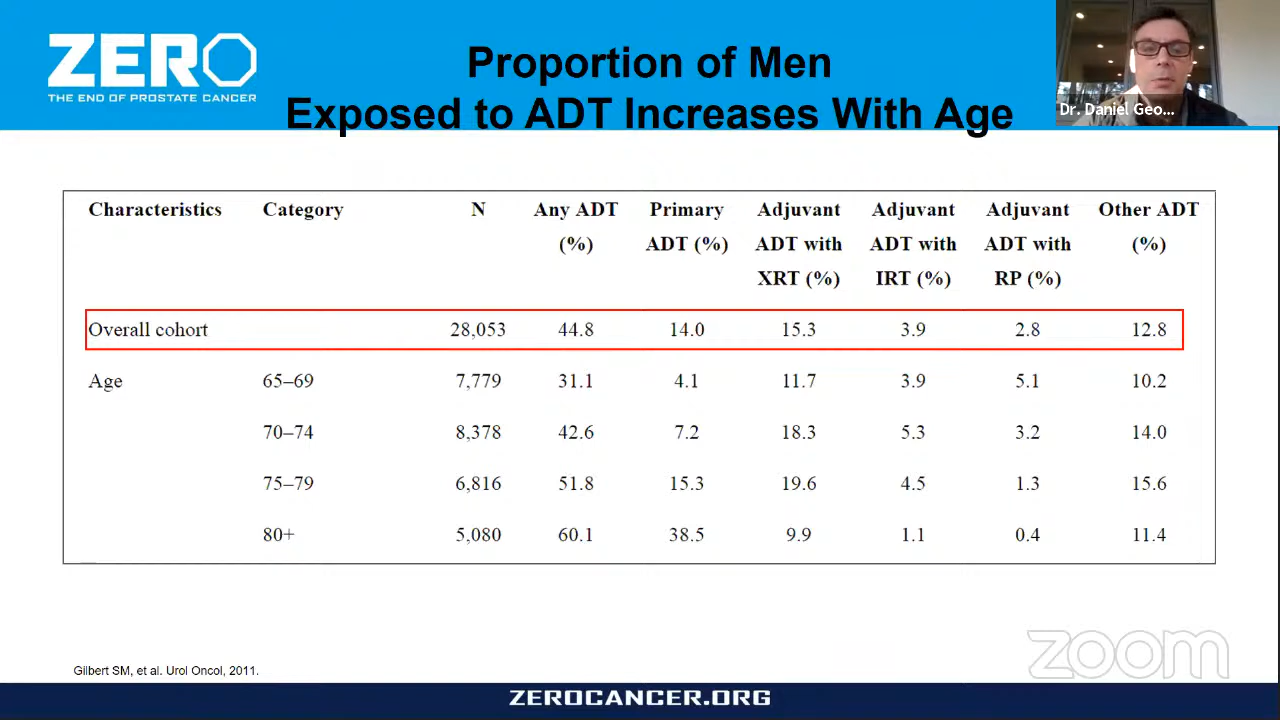 ZERO
THE END OF PROSTATE CANCER
Proportion of Men
Exposed to ADT Increases With Age
Dr. Daniel Geo...
Characteristics Category N Any ADT Primary Adjuvant Adjuvant Adjuvant Other ADT
(%) ADT (%) ADT with ADT with ADT with (%)
XRT (%) IRT (%) RP (%)
Overall cohort 28,053 44.8 14.0 15.3 3.9 2.8 12.8
Age 65–69 7,779 31.1 4.1 11.7 3.9 5.1 10.2
70–74 8,378 42.6 7.2 18.3 5.3 3.2 14.0
75–79 6,816 51.8 15.3 19.6 4.5 1.3 15.6
80+ 5,080 60.1 38.5 9.9 1.1 0.4 11.4
zoom
Gilbert SM, et al. Urol Oncol, 2011.
ZEROCANCER.ORG